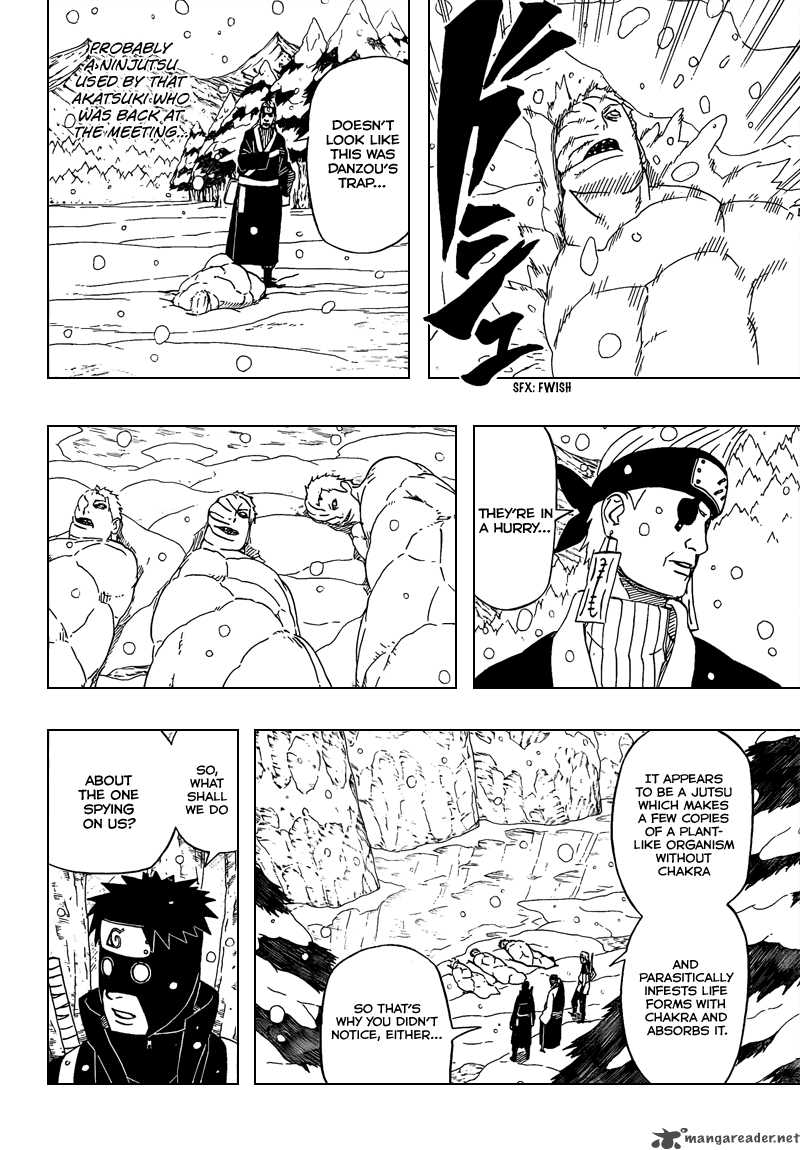 ドシュ
SFX: FWISH
DOESN'T
LOOK LIKE
THIS WAS
DANZOU'S
TRAP...
PROBABLY
A NINJUTSU
USED BY THAT
AKATSUKI WHO
WAS BACK AT
THE MEETING...
THEY'RE IN
A HURRY...
IT APPEARS
TO BE A JUTSU
WHICH MAKES
A FEW COPIES
OF A PLANT-
LIKE ORGANISM
WITHOUT
CHAKRA
AND
PARASITICALLY
INFESTS LIFE
FORMS WITH
CHAKRA AND
ABSORBS IT.
SO THAT'S
WHY YOU DIDN'T
NOTICE, EITHER...
SO,
WHAT
SHALL
WE DO
ABOUT
THE ONE
SPYING
ON US?
mangareader.net